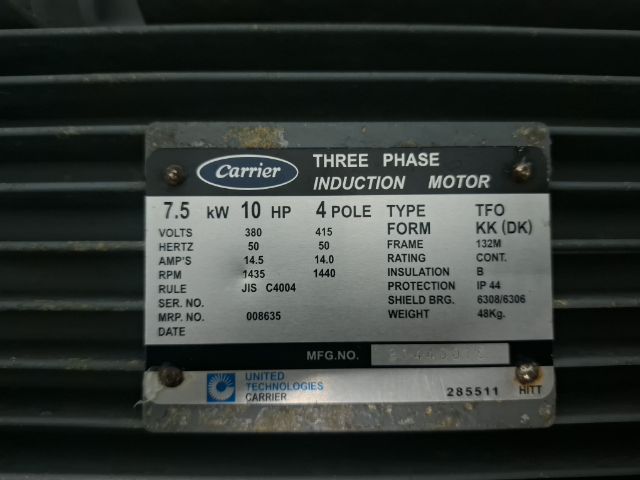 Carrier
THREE PHASE
INDUCTION MOTOR
7.5 kW 10 HP 4 POLE TYPE TFO
FORM KK (DK)
VOLTS 380 415
FRAME 132M
HERTZ 50 50
RATING CONT.
AMP'S 14.5 14.0
INSULATION B
RPM 1435 1440
PROTECTION IP 44
RULE JIS C4004
SHIELD BRG. 6308/6306
SER. NO.
WEIGHT 48Kg.
MRP. NO. 008635
DATE
MFG.NO.
UNITED
TECHNOLOGIES
CARRIER
285511 HITT